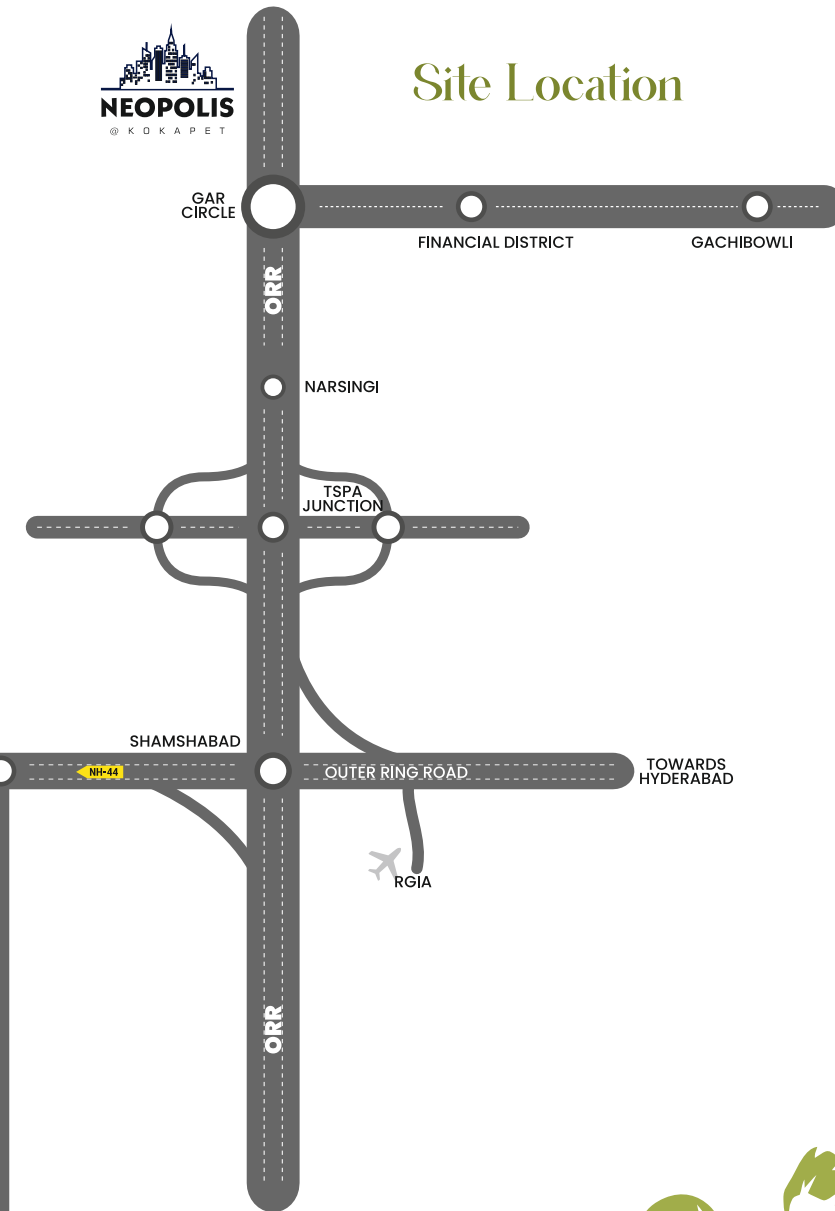 NEOPOLIS
@ KOKAPET
Site Location
GAR
CIRCLE
FINANCIAL DISTRICT
GACHIBOWLI
ORR
NARSINGI
TSPA
JUNCTION
SHAMSHABAD
NH-44
OUTER RING ROAD
TOWARDS
HYDERABAD
RGIA
ORR